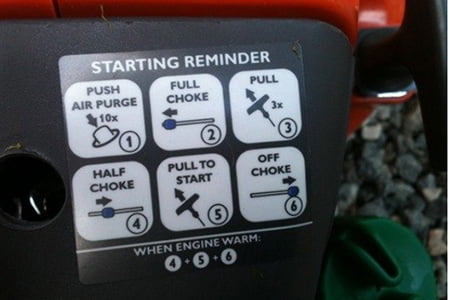 STARTING REMINDER
PUSH
AIR PURGE
10x
1
FULL
CHOKE
2
PULL
3x
3
HALF
CHOKE
4
PULL TO
START
5
OFF
CHOKE
6
WHEN ENGINE WARM:
4 + 5 + 6